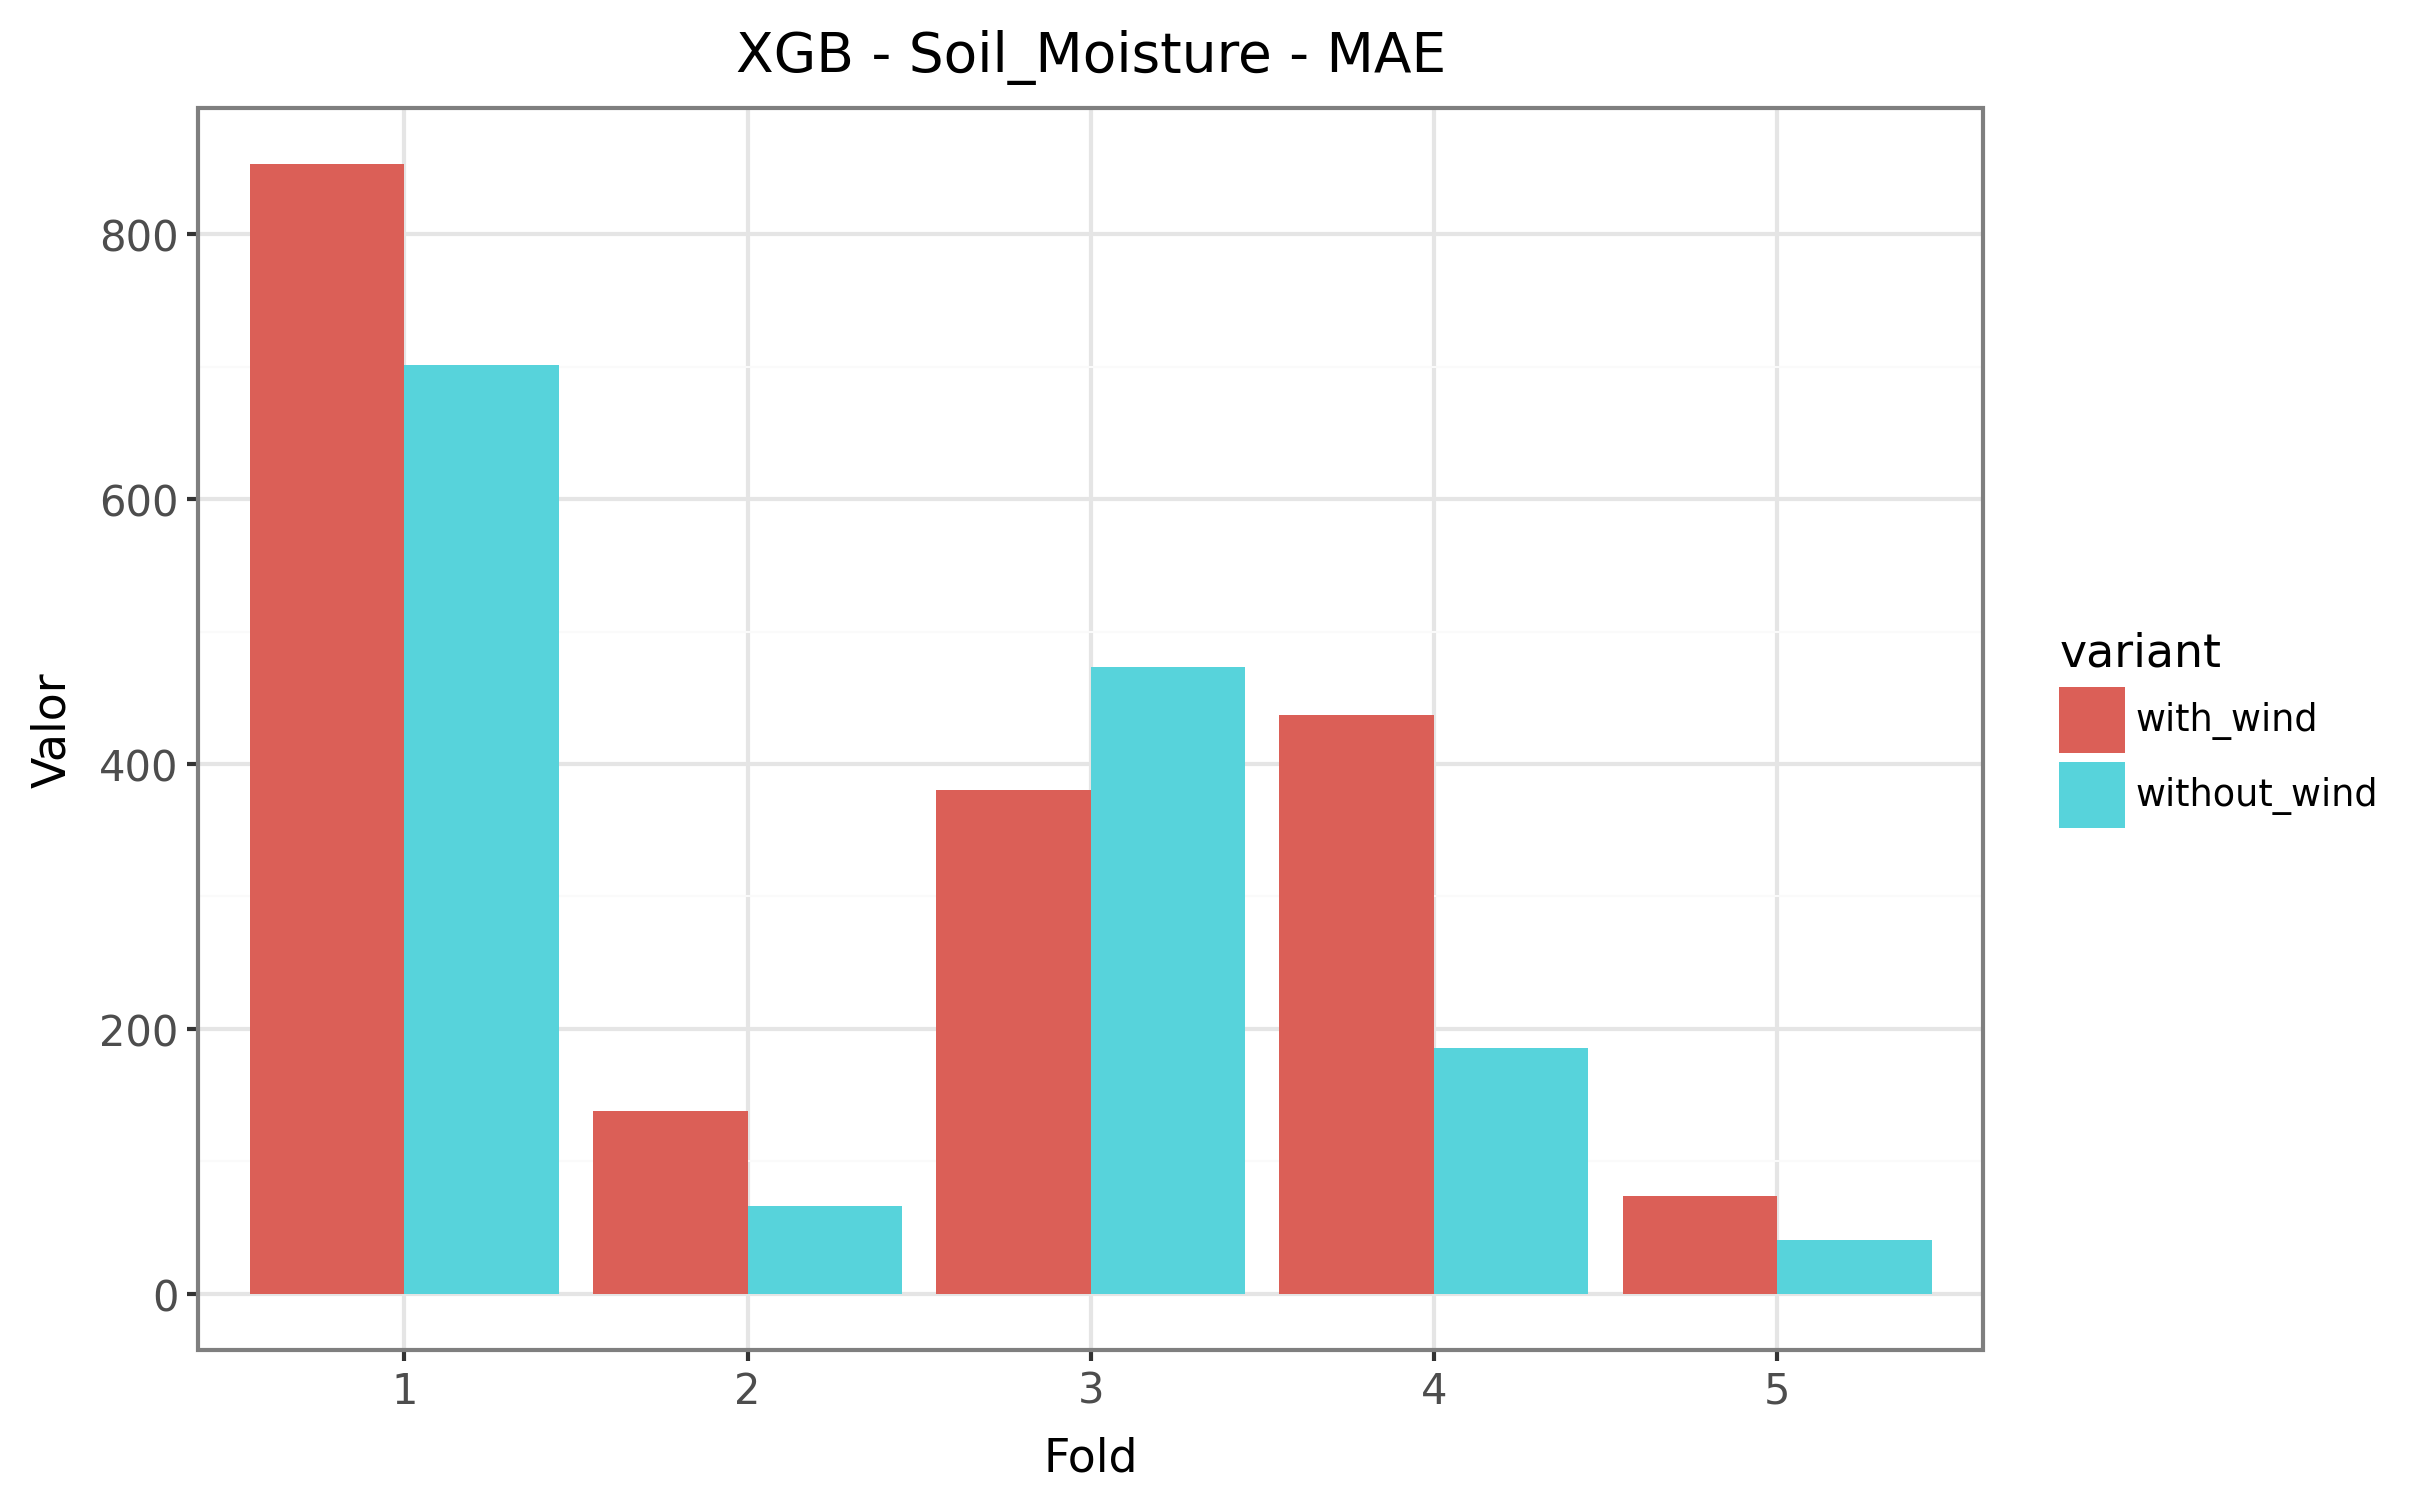 XGB - Soil_Moisture - MAE
Valor
800
600
400
200
0
1
2
3
4
5
Fold
variant
with_wind
without_wind